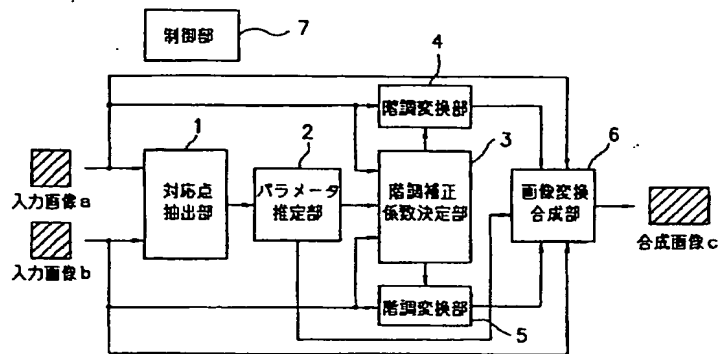 制御部
7
4
階調変換部
1
2
3
6
対応点
抽出部
パラメータ
推定部
階調補正
係数決定部
画像変換
合成部
入力画像a
入力画像b
合成画像c
階調変換部
5